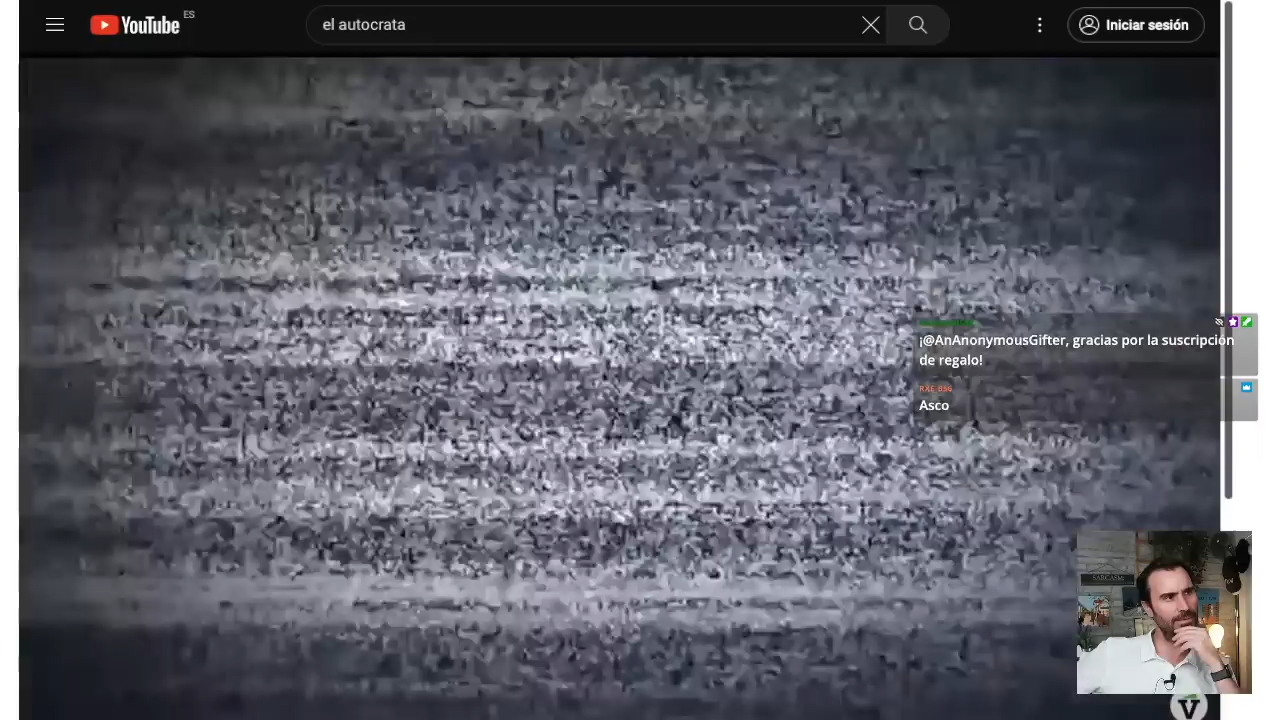 YouTube
ES
el autocrata
Iniciar sesión
¡@AnAnonymousGifter, gracias por la suscripción
de regalo!
Asco
V